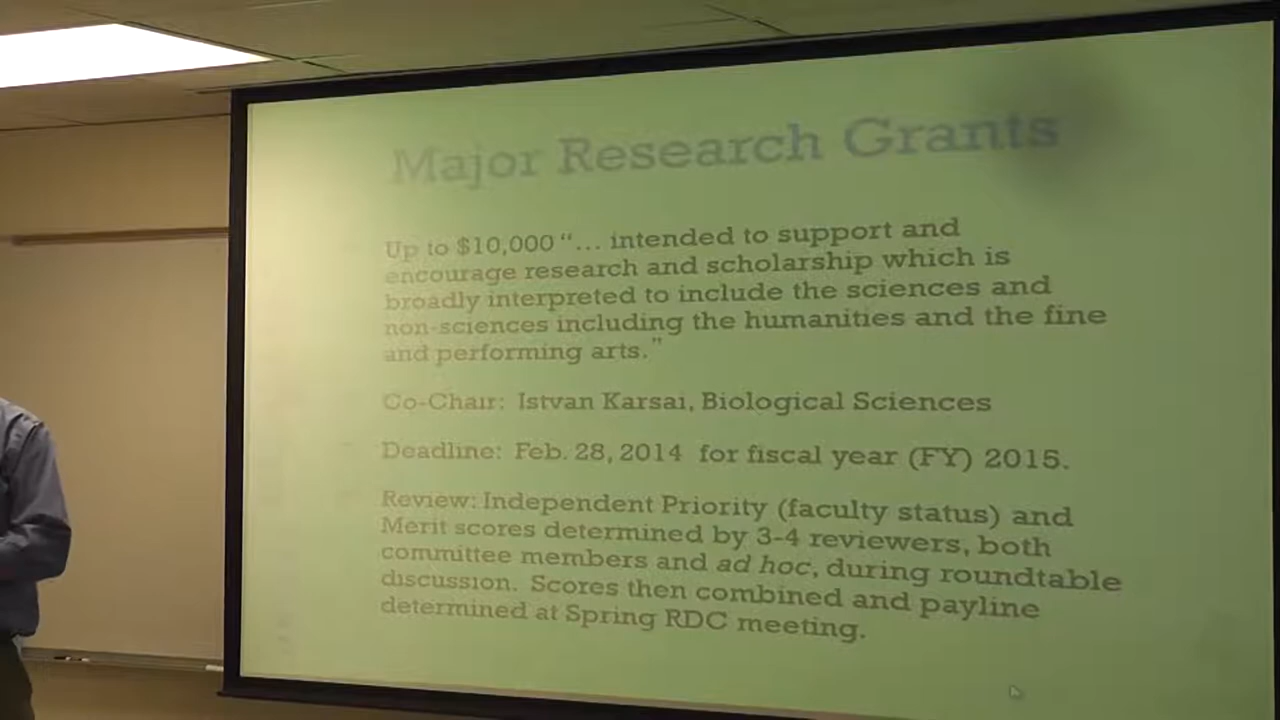 Major Research Grants
Up to $10,000 “... intended to support and
encourage research and scholarship which is
broadly interpreted to include the sciences and
non-sciences including the humanities and the fine
and performing arts.”
Co-Chair: Istvan Karsai, Biological Sciences
Deadline: Feb. 28, 2014 for fiscal year (FY) 2015.
Review: Independent Priority (faculty status) and
Merit scores determined by 3-4 reviewers, both
committee members and ad hoc, during roundtable
discussion. Scores then combined and payline
determined at Spring RDC meeting.